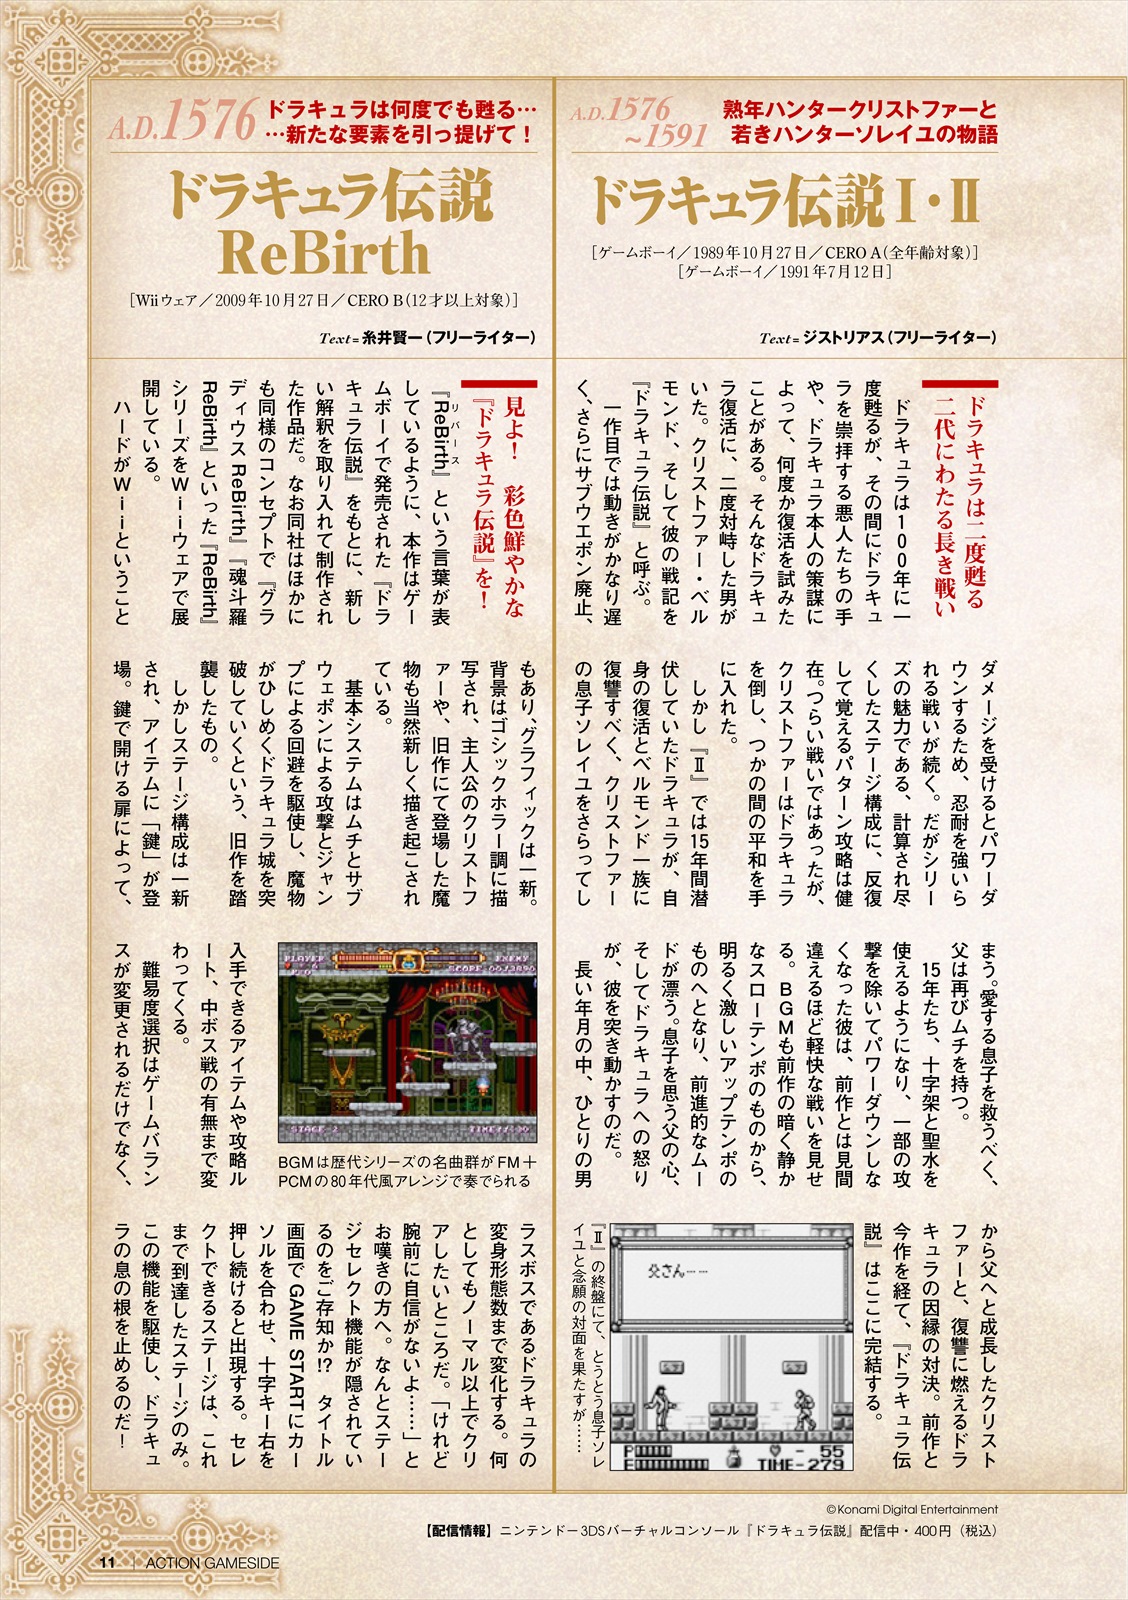 A.D.1576
~1591
熟年ハンタークリストファーと
若きハンターソレイユの物語
ドラキュラ伝説Ⅰ・Ⅱ
［ゲームボーイ／1989年10月27日／CERO A（全年齢対象）］
［ゲームボーイ／1991年7月12日］
Text＝ジストリアス（フリーライター）
ドラキュラは二度甦る
二代にわたる長き戦い
ドラキュラは100年に一
度甦るが、その間にドラキュ
ラを崇拝する悪人たちの手
や、ドラキュラ本人の策謀に
よって、何度か復活を試みた
ことがある。そんなドラキュ
ラ復活に、二度対峙した男が
いた。クリストファー・ベル
モンド、そして彼の戦記を
『ドラキュラ伝説』と呼ぶ。
一作目では動きがかなり遅
く、さらにサブウエポン廃止、
ダメージを受けるとパワーダ
ウンするため、忍耐を強いら
れる戦いが続く。だがシリー
ズの魅力である、計算され尽
くしたステージ構成に、反復
して覚えるパターン攻略は健
在。つらい戦いではあったが、
クリストファーはドラキュラ
を倒し、つかの間の平和を手
に入れた。
しかし『Ⅱ』では15年間潜
伏していたドラキュラが、自
身の復活とベルモンド一族に
復讐すべく、クリストファー
の息子ソレイユをさらってし
まう。愛する息子を救うべく、
父は再びムチを持つ。
15年たち、十字架と聖水を
使えるようになり、一部の攻
撃を除いてパワーダウンしな
くなった彼は、前作とは見間
違えるほど軽快な戦いを見せ
る。BGMも前作の暗く静か
なスローテンポのものから、
明るく激しいアップテンポの
ものへとなり、前進的なムー
ドが漂う。息子を思う父の心、
そしてドラキュラへの怒り
が、彼を突き動かすのだ。
長い年月の中、ひとりの男
から父へと成長したクリスト
ファーと、復讐に燃えるドラ
キュラの因縁の対決。前作と
今作を経て、『ドラキュラ伝
説』はここに完結する。
父さん……
P
E
- 55
TIME-279
『Ⅱ』の終盤にて、とうとう息子ソレ
イユと念願の対面を果たすが……
A.D.1576
ドラキュラは何度でも甦る…
…新たな要素を引っ提げて！
ドラキュラ伝説
ReBirth
［Wiiウェア／2009年10月27日／CERO B（12才以上対象）］
Text＝糸井賢一（フリーライター）
見よ！　彩色鮮やかな
『ドラキュラ伝説』を！
リバース
『ReBirth』という言葉が表
しているように、本作はゲー
ムボーイで発売された『ドラ
キュラ伝説』をもとに、新し
い解釈を取り入れて制作され
た作品だ。なお同社はほかに
も同様のコンセプトで『グラ
ディウス ReBirth』『魂斗羅
ReBirth』といった『ReBirth』
シリーズをWiiウェアで展
開している。
ハードがWiiということ
もあり、グラフィックは一新。
背景はゴシックホラー調に描
写され、主人公のクリストフ
ァーや、旧作にて登場した魔
物も当然新しく描き起こされ
ている。
基本システムはムチとサブ
ウェポンによる攻撃とジャン
プによる回避を駆使し、魔物
がひしめくドラキュラ城を突
破していくという、旧作を踏
襲したもの。
しかしステージ構成は一新
され、アイテムに「鍵」が登
場。鍵で開ける扉によって、
PLAYER
ENEMY
STAGE 2
BGMは歴代シリーズの名曲群がFM＋
PCMの80年代風アレンジで奏でられる
入手できるアイテムや攻略ル
ート、中ボス戦の有無まで変
わってくる。
難易度選択はゲームバラン
スが変更されるだけでなく、
ラスボスであるドラキュラの
変身形態数まで変化する。何
としてもノーマル以上でクリ
アしたいところだ。「けれど
腕前に自信がないよ……」と
お嘆きの方へ。なんとステー
ジセレクト機能が隠されてい
るのをご存知か!?　タイトル
画面でGAME STARTにカー
ソルを合わせ、十字キー右を
押し続けると出現する。セレ
クトできるステージは、これ
まで到達したステージのみ。
この機能を駆使し、ドラキュ
ラの息の根を止めるのだ！
©Konami Digital Entertainment
【配信情報】ニンテンドー3DSバーチャルコンソール『ドラキュラ伝説』配信中・400円（税込）
11 | ACTION GAMESIDE